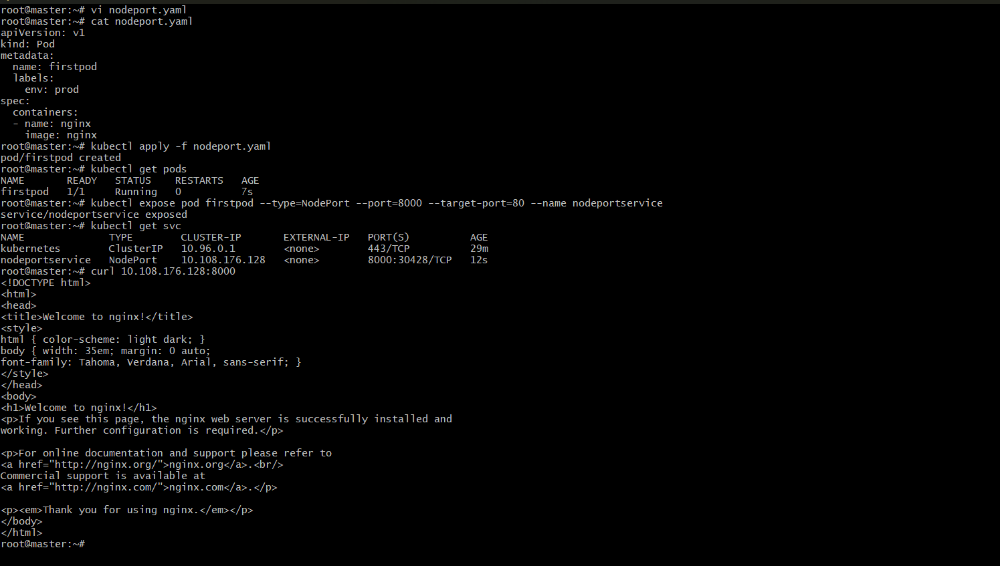 root@master:~# vi nodeport.yaml
root@master:~# cat nodeport.yaml
apiVersion: v1
kind: Pod
metadata:
  name: firstpod
  labels:
    env: prod
spec:
  containers:
  - name: nginx
    image: nginx
root@master:~# kubectl apply -f nodeport.yaml
pod/firstpod created
root@master:~# kubectl get pods
NAME       READY   STATUS    RESTARTS   AGE
firstpod   1/1     Running   0          7s
root@master:~# kubectl expose pod firstpod --type=NodePort --port=8000 --target-port=80 --name nodeportservice
service/nodeportservice exposed
root@master:~# kubectl get svc
NAME              TYPE        CLUSTER-IP       EXTERNAL-IP   PORT(S)          AGE
kubernetes        ClusterIP   10.96.0.1        <none>        443/TCP          29m
nodeportservice   NodePort    10.108.176.128   <none>        8000:30428/TCP   12s
root@master:~# curl 10.108.176.128:8000
<!DOCTYPE html>
<html>
<head>
<title>Welcome to nginx!</title>
<style>
html { color-scheme: light dark; }
body { width: 35em; margin: 0 auto;
font-family: Tahoma, Verdana, Arial, sans-serif; }
</style>
</head>
<body>
<h1>Welcome to nginx!</h1>
<p>If you see this page, the nginx web server is successfully installed and
working. Further configuration is required.</p>

<p>For online documentation and support please refer to
<a href="http://nginx.org/">nginx.org</a>.<br/>
Commercial support is available at
<a href="http://nginx.com/">nginx.com</a>.</p>

<p><em>Thank you for using nginx.</em></p>
</body>
</html>
root@master:~#